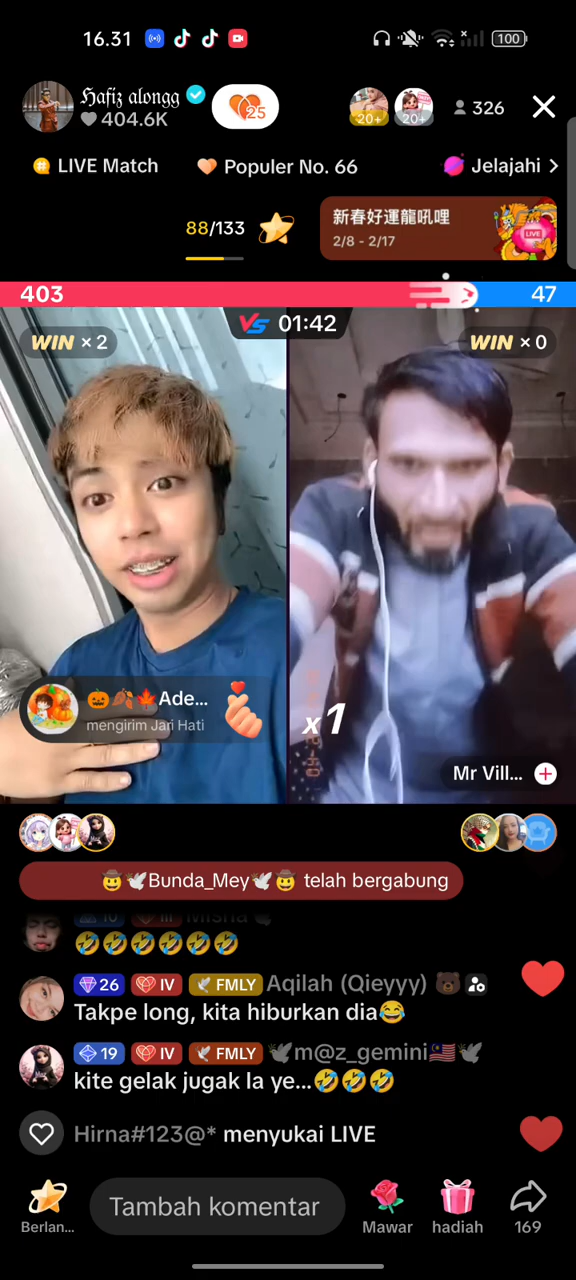 16.31
100
Hafiz alongg
404.6K
25
20+
20+
326
LIVE Match
Populer No. 66
Jelajahi
88/133
新春好運龍吼哩
2/8 - 2/17
LIVE
403
47
VS 01:42
WIN × 2
WIN × 0
Ade...
mengirim Jari Hati
x1
Mr Vill...
🤠🕊️Bunda_Mey🕊️🤠 telah bergabung
🤣🤣🤣🤣🤣🤣
26 IV FMLY Aqilah (Qieyyy) 🐻
Takpe long, kita hiburkan dia😂
19 IV FMLY 🕊️m@z_gemini🇲🇾🕊️
kite gelak jugak la ye...🤣🤣🤣
Hirna#123@* menyukai LIVE
Berlan...
Tambah komentar
Mawar
hadiah
169